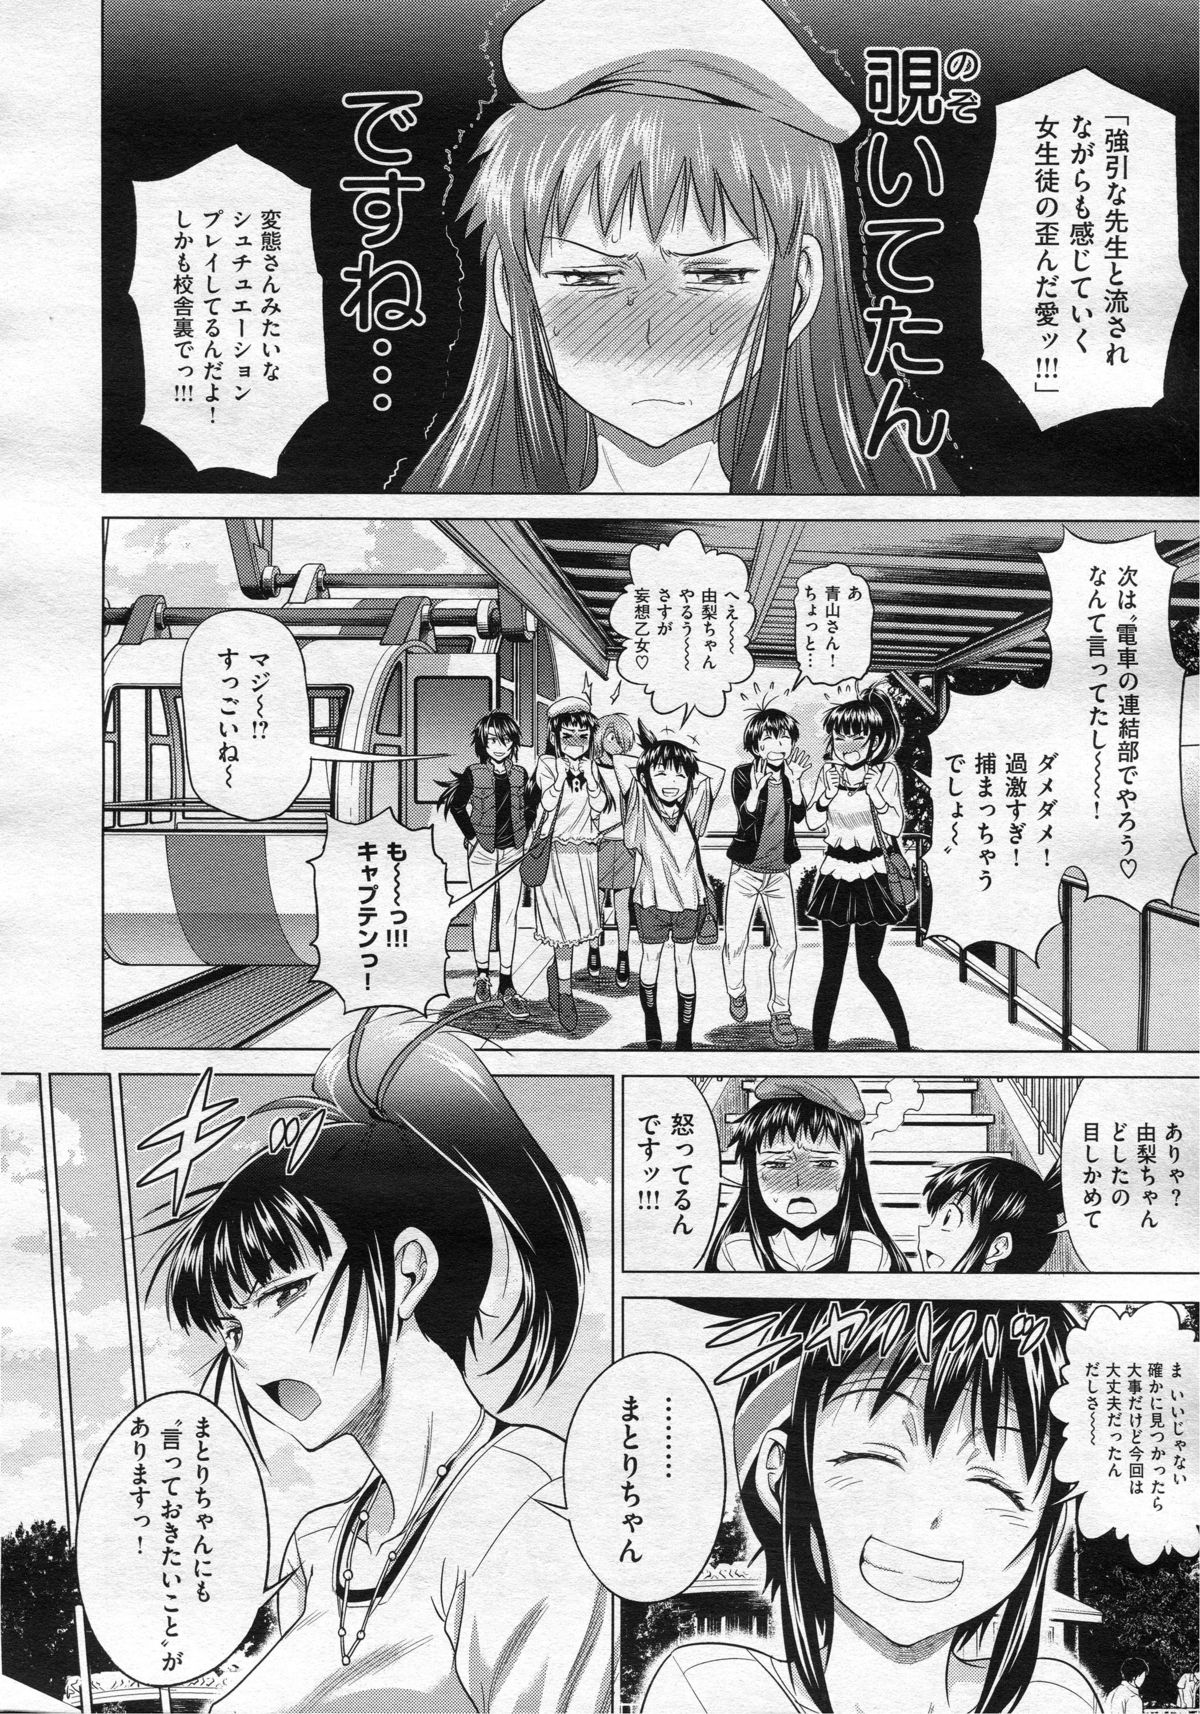 「強引な先生と流され
ながらも感じていく
女生徒の歪んだ愛ッ!!!」
のぞ
覗いてたん
ですね…
変態さんみたいな
シュチュエーション
プレイしてるんだよ!
しかも校舎裏でっ!!!
次は〝電車の連結部でやろう♡
なんて言ってたし〜〜〜!
ダメダメ!
過激すぎ!
捕まっちゃう
でしょ〜〟
あ
青山さん!
ちょっと…
へえ〜〜
由梨ちゃん
やるう〜〜
さすが
妄想乙女♡
マジ〜!?
すっごいね〜
も〜〜〜っ!!!
キャプテンっ!
ありゃ?
由梨ちゃん
どしたの
目しかめて
怒ってるん
ですッ!!!
ま いいじゃない
確かに見つかったら
大事だけど今回は
大丈夫だったん
だしさ〜〜
ニャパパパッ
………
まとりちゃん
キッ
まとりちゃんにも
〝言っておきたいこと〟が
ありますっ!